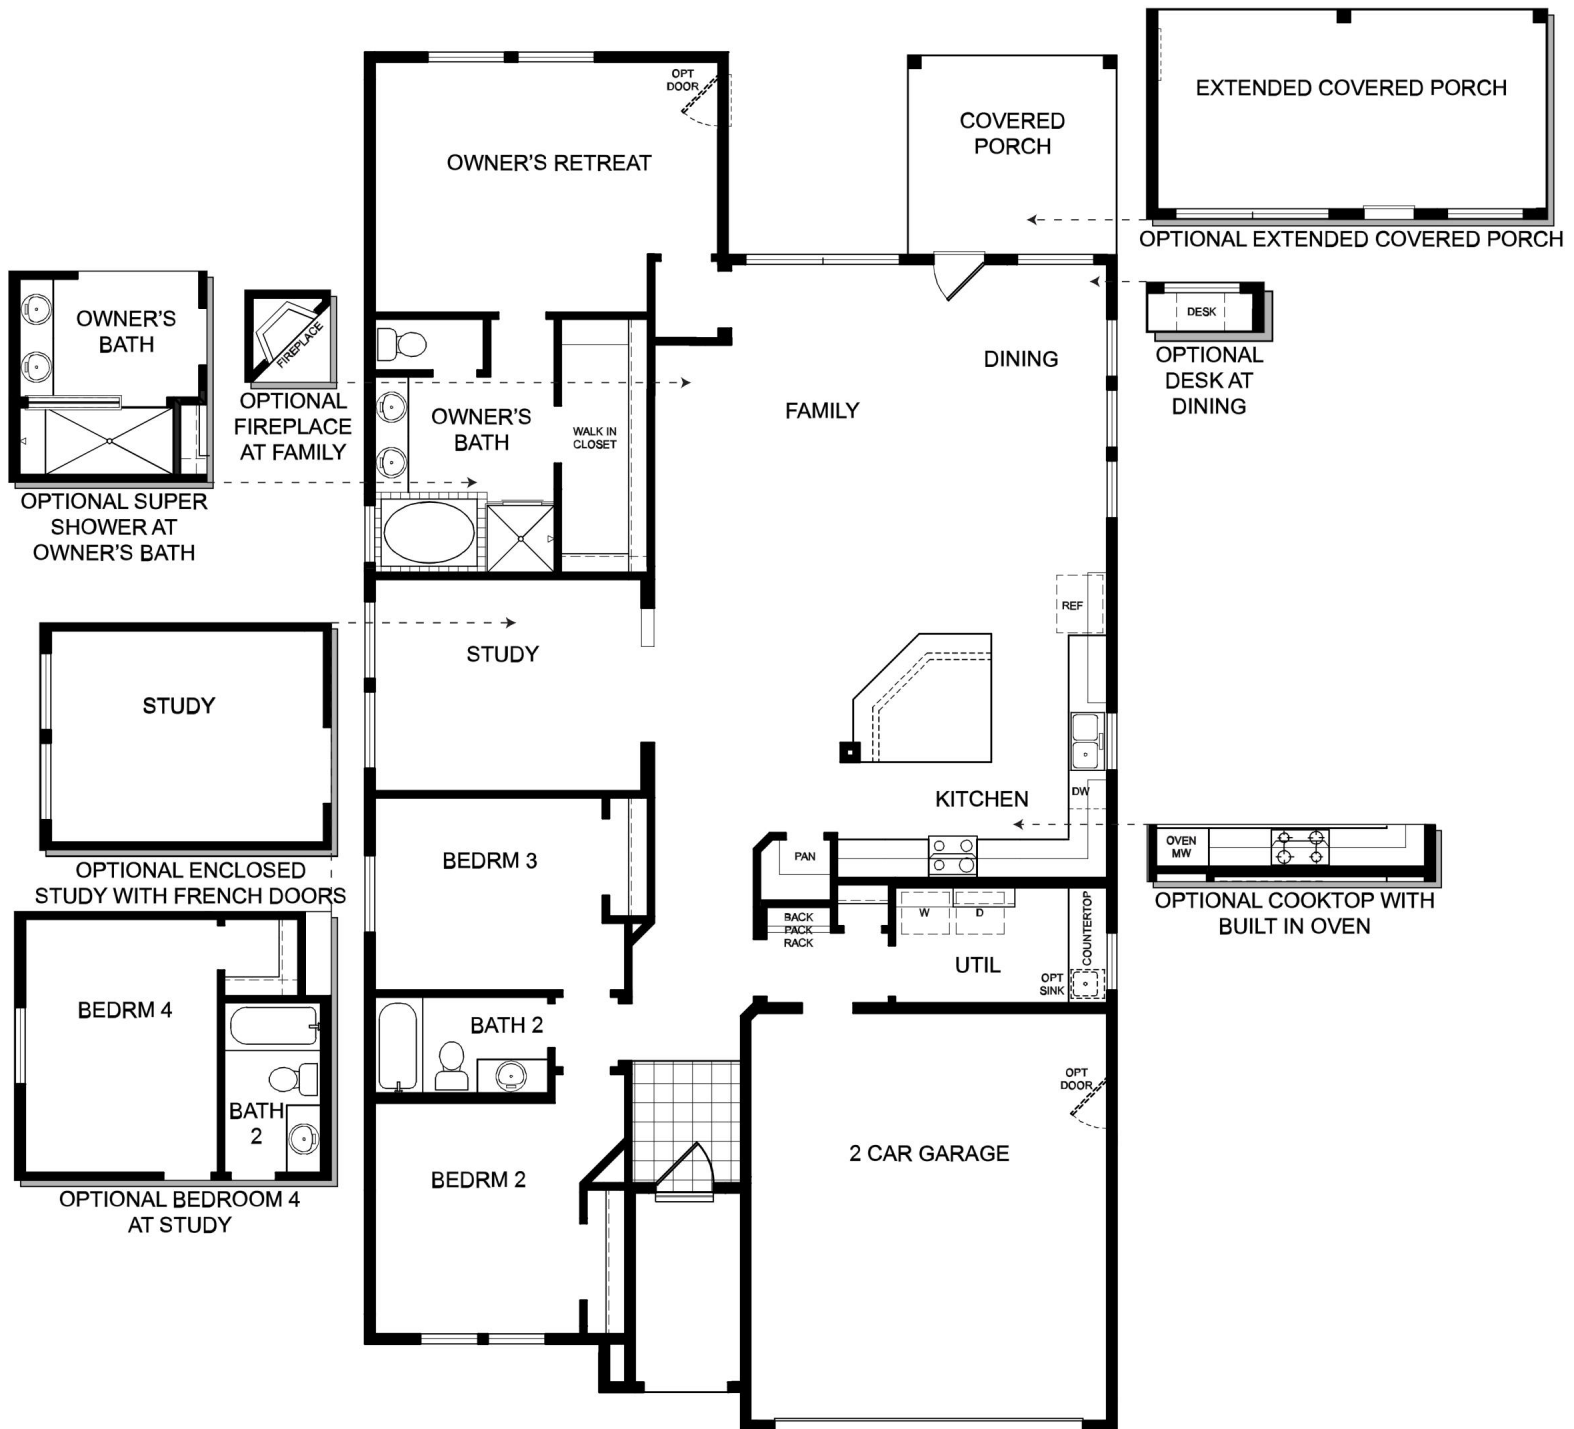 OPT
DOOR
OWNER'S RETREAT
COVERED
PORCH
EXTENDED COVERED PORCH
OPTIONAL EXTENDED COVERED PORCH
OWNER'S
BATH
OPTIONAL SUPER
SHOWER AT
OWNER'S BATH
FIREPLACE
OPTIONAL
FIREPLACE
AT FAMILY
OWNER'S
BATH
WALK IN
CLOSET
FAMILY
DINING
DESK
OPTIONAL
DESK AT
DINING
STUDY
OPTIONAL ENCLOSED
STUDY WITH FRENCH DOORS
STUDY
REF
KITCHEN
DW
PAN
OVEN
MW
OPTIONAL COOKTOP WITH
BUILT IN OVEN
BEDRM 3
BACK
PACK
RACK
W
D
COUNTERTOP
UTIL
OPT
SINK
BEDRM 4
BATH
2
OPTIONAL BEDROOM 4
AT STUDY
BATH 2
BEDRM 2
OPT
DOOR
2 CAR GARAGE